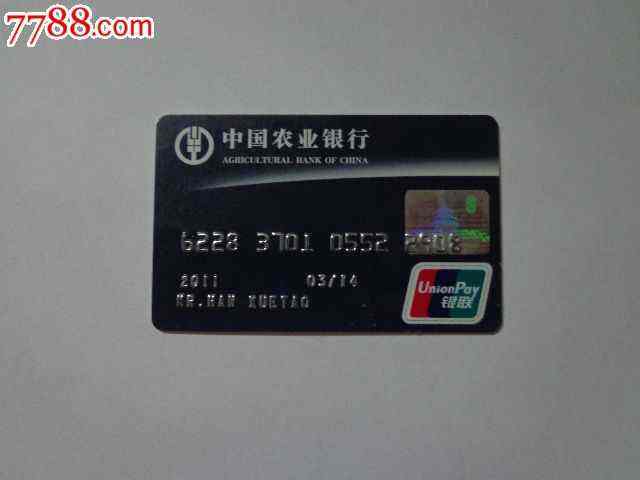 7788.com
中国农业银行
AGRICULTURAL BANK OF CHINA
6228 3701 0552
2011 03/14
MR.HAN XUETAO
UnionPay
银联